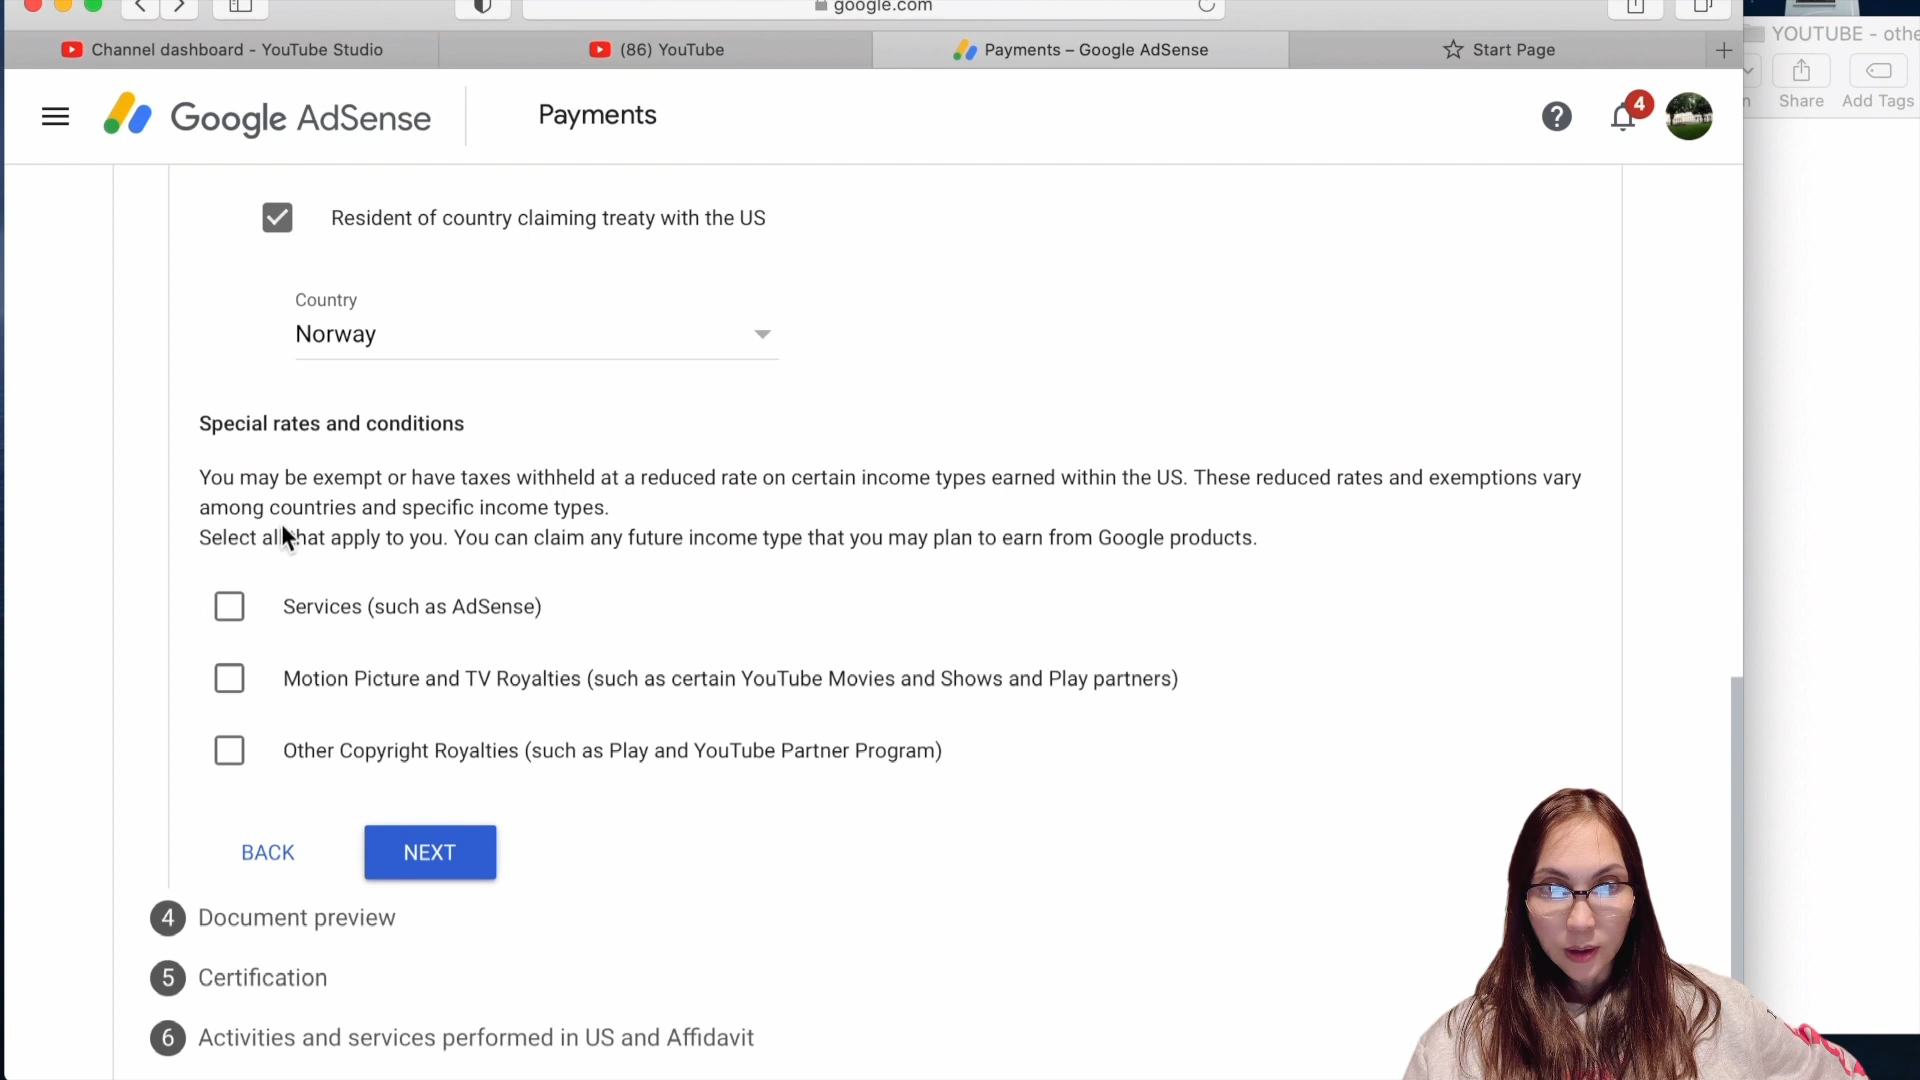 google.com
YOUTUBE - othe
Channel dashboard - YouTube Studio
(86) YouTube
Payments – Google AdSense
Start Page
Share
Add Tags
Google AdSense
Payments
4
Resident of country claiming treaty with the US
Country
Norway
Special rates and conditions
You may be exempt or have taxes withheld at a reduced rate on certain income types earned within the US. These reduced rates and exemptions vary
among countries and specific income types.
Select all that apply to you. You can claim any future income type that you may plan to earn from Google products.
Services (such as AdSense)
Motion Picture and TV Royalties (such as certain YouTube Movies and Shows and Play partners)
Other Copyright Royalties (such as Play and YouTube Partner Program)
BACK
NEXT
4 Document preview
5 Certification
6 Activities and services performed in US and Affidavit